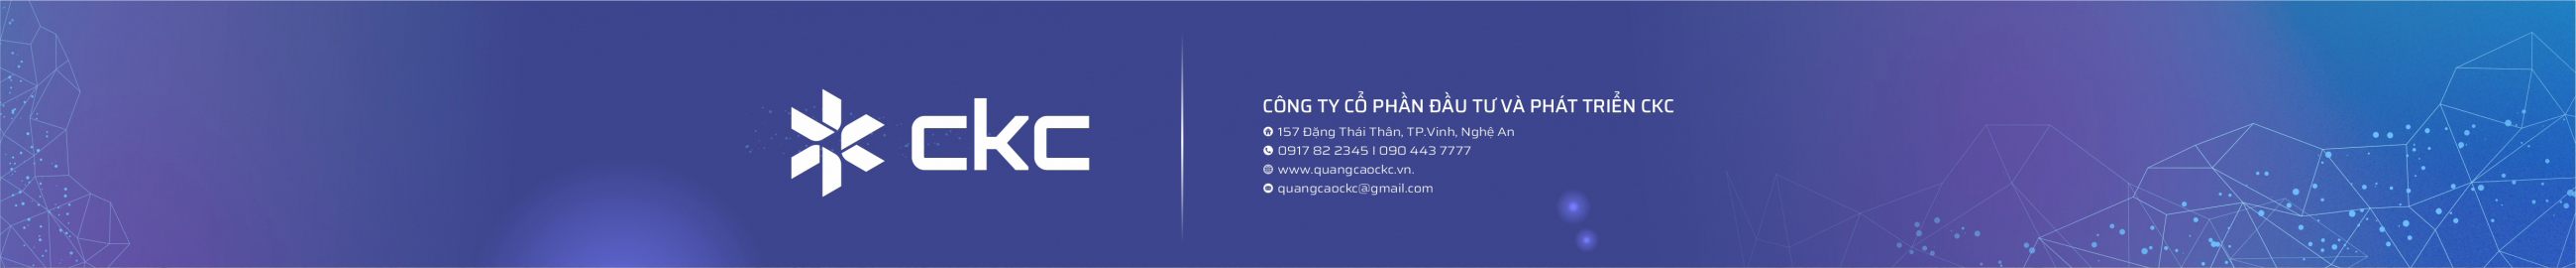 ckc
CÔNG TY CỔ PHẦN ĐẦU TƯ VÀ PHÁT TRIỂN CKC
157 Đặng Thái Thân, TP.Vinh, Nghệ An
0917 82 2345 I 090 443 7777
www.quangcaockc.vn.
quangcaockc@gmail.com